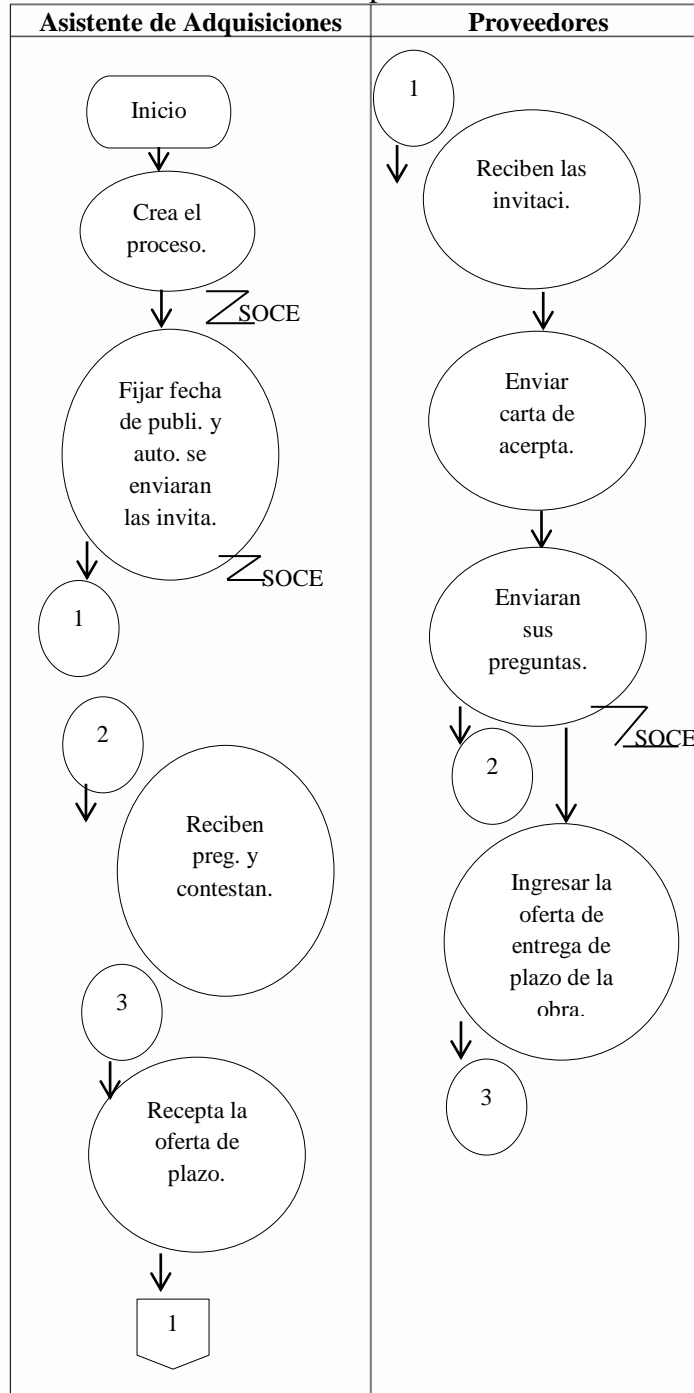 Asistente de Adquisiciones
Inicio
Crea el
proceso.
SOCE
Fijar fecha
de publi. y
auto. se
enviaran
las invita.
SOCE
1
2
Reciben
preg. y
contestan.
3
Recepta la
oferta de
plazo.
1
Proveedores
1
Reciben las
invitaci.
Enviar
carta de
acerpta.
Enviaran
sus
preguntas.
SOCE
2
Ingresar la
oferta de
entrega de
plazo de la
obra.
3